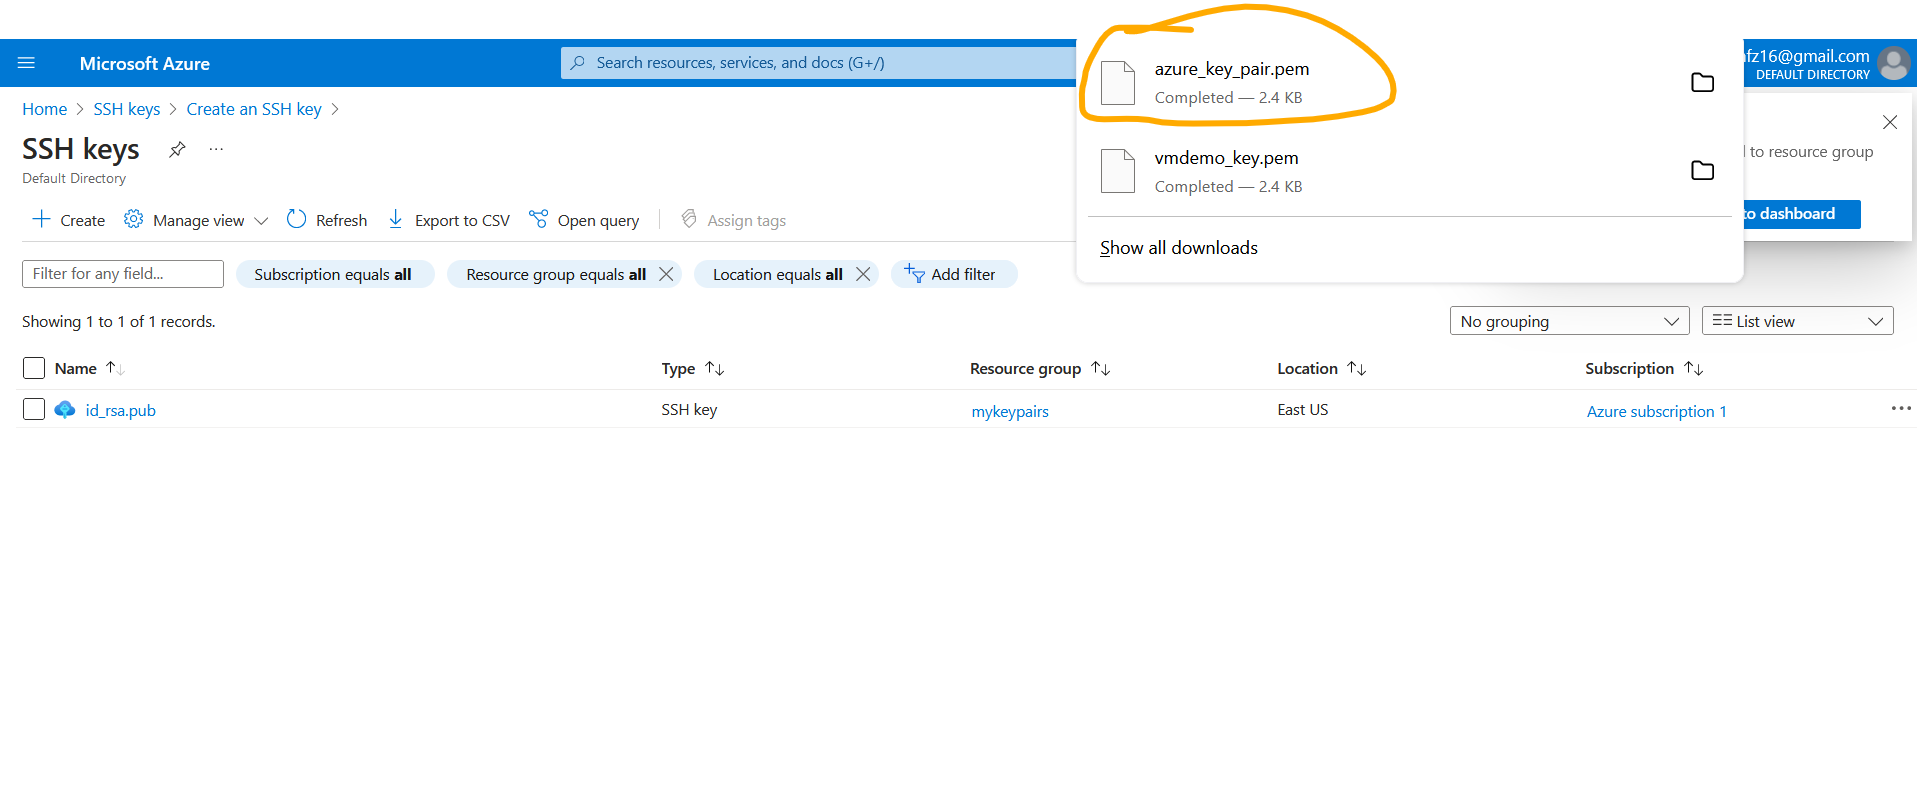 Microsoft Azure
Search resources, services, and docs (G+/)
azure_key_pair.pem
Completed — 2.4 KB
fz16@gmail.com
DEFAULT DIRECTORY
Home > SSH keys > Create an SSH key >
SSH keys
...
Default Directory
vmdemo_key.pem
Completed — 2.4 KB
to resource group
to dashboard
Show all downloads
Create Manage view Refresh Export to CSV Open query Assign tags
Filter for any field... Subscription equals all Resource group equals all Location equals all Add filter
Showing 1 to 1 of 1 records.
No grouping List view
Name Type Resource group Location Subscription
id_rsa.pub SSH key mykeypairs East US Azure subscription 1 ...